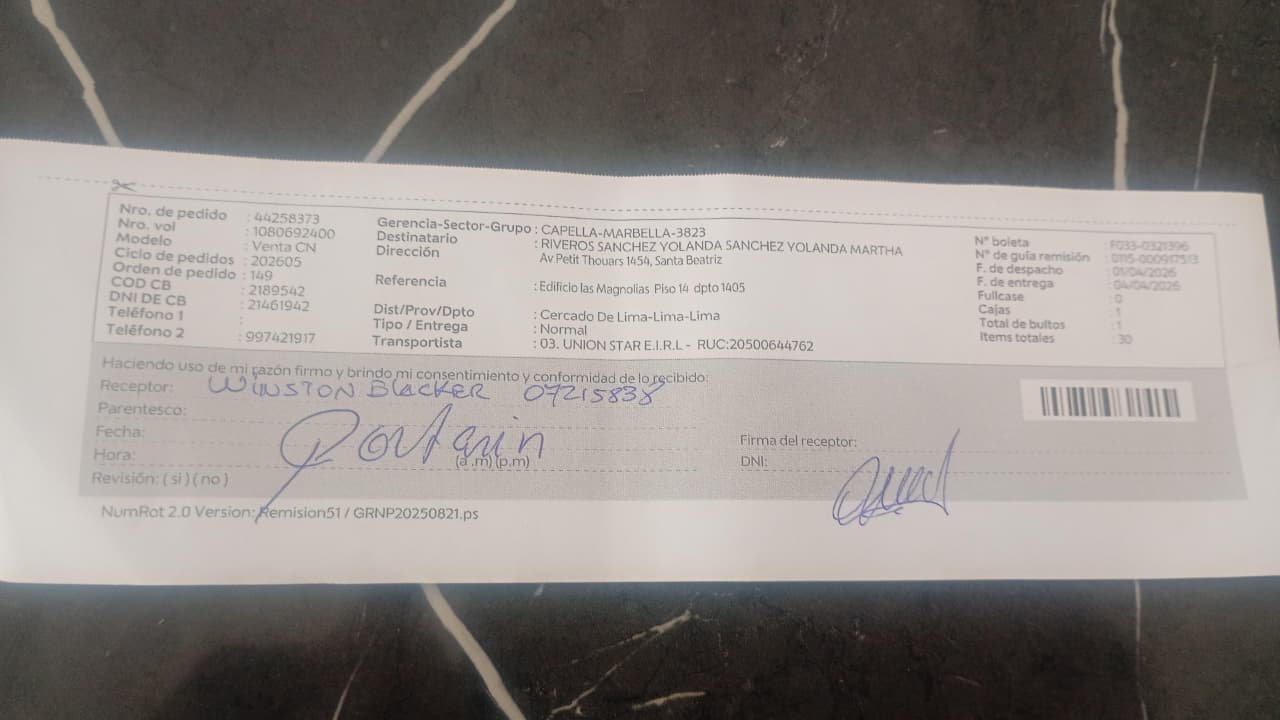 Nro. de pedido : 44258373
Nro. vol : 1080692400
Modelo : Venta CN
Ciclo de pedidos : 202605
Orden de pedido : 149
COD CB : 2189542
DNI DE CB : 21461942
Teléfono 1 :
Teléfono 2 : 997421917
Gerencia-Sector-Grupo : CAPELLA-MARBELLA-3823
Destinatario : RIVEROS SANCHEZ YOLANDA SANCHEZ YOLANDA MARTHA
Dirección Av Petit Thouars 1454, Santa Beatriz
Referencia : Edificio las Magnolias Piso 14 dpto 1405
Dist/Prov/Dpto : Cercado De Lima-Lima-Lima
Tipo / Entrega : Normal
Transportista : 03. UNION STAR E.I.R.L - RUC:20500644762
N° boleta : F033-0321396
N° de guía remisión : 0115-000917513
F. de despacho : 01/04/2026
F. de entrega : 04/04/2026
Fullcase : 0
Cajas : 1
Total de bultos : 1
Items totales : 30
Haciendo uso de mi razón firmo y brindo mi consentimiento y conformidad de lo recibido:
Receptor: WINSTON BLACKER 07215838
Parentesco:
Fecha:
Hora: (a .m) (p.m)
Revisión: ( si ) ( no )
Firma del receptor:
DNI:
NumRot 2.0 Version: Remision51 / GRNP20250821.ps